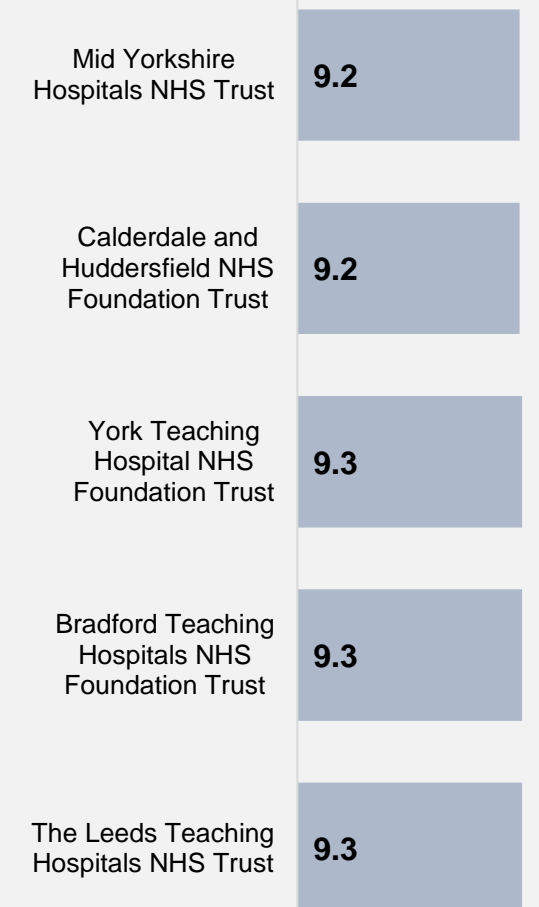 Mid Yorkshire
Hospitals NHS Trust
9.2
Calderdale and
Huddersfield NHS
Foundation Trust
9.2
York Teaching
Hospital NHS
Foundation Trust
9.3
Bradford Teaching
Hospitals NHS
Foundation Trust
9.3
The Leeds Teaching
Hospitals NHS Trust
9.3